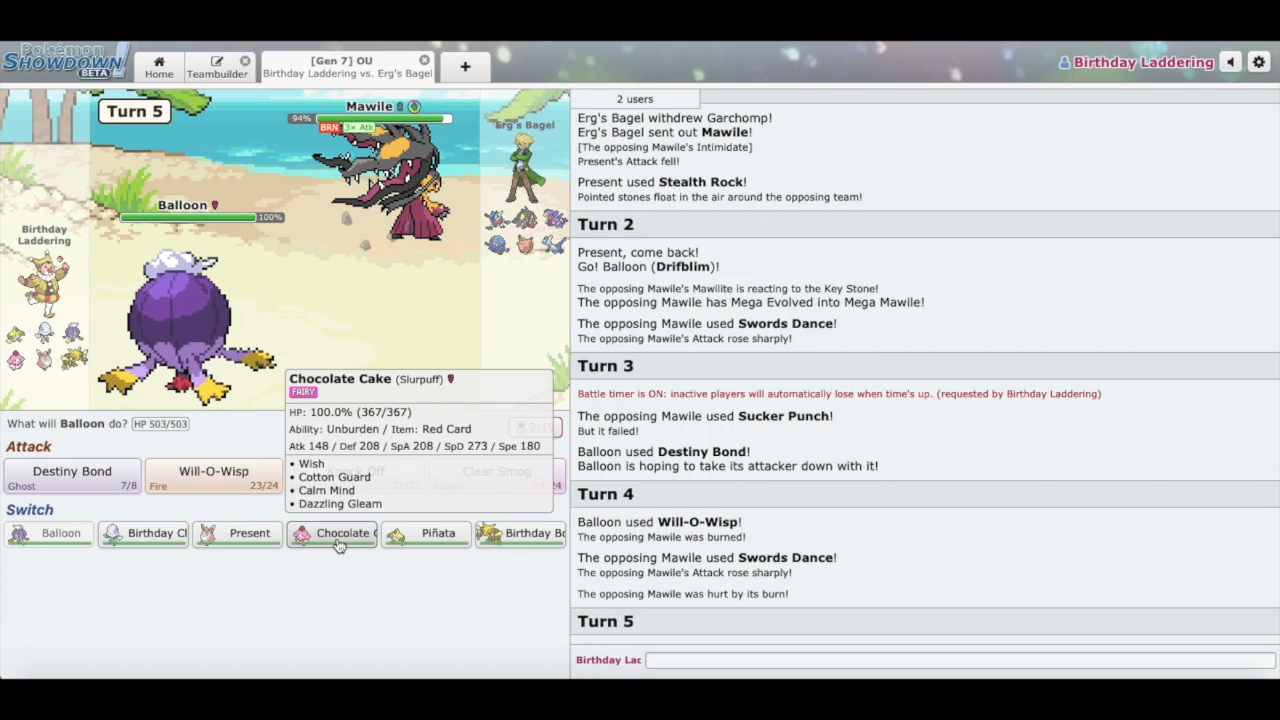 Pokémon
SHOWDOWN!
BETA
Home
Teambuilder
[Gen 7] OU
Birthday Laddering vs. Erg's Bagel
+
Birthday Laddering
Turn 5
Mawile
94%
BRN 3× Atk
Erg's Bagel
Balloon
100%
Birthday
Laddering
What will Balloon do? HP 503/503
Attack
Destiny Bond
Ghost 7/8
Will-O-Wisp
Fire 23/24
Knock Off
Clear Smog
Chocolate Cake (Slurpuff)
FAIRY
HP: 100.0% (367/367)
Ability: Unburden / Item: Red Card
Atk 148 / Def 208 / SpA 208 / SpD 273 / Spe 180
• Wish
• Cotton Guard
• Calm Mind
• Dazzling Gleam
Switch
Balloon
Birthday Cl
Present
Chocolate C
Piñata
Birthday Bo
2 users
Erg's Bagel withdrew Garchomp!
Erg's Bagel sent out Mawile!
[The opposing Mawile's Intimidate]
Present's Attack fell!
Present used Stealth Rock!
Pointed stones float in the air around the opposing team!
Turn 2
Present, come back!
Go! Balloon (Drifblim)!
The opposing Mawile's Mawilite is reacting to the Key Stone!
The opposing Mawile has Mega Evolved into Mega Mawile!
The opposing Mawile used Swords Dance!
The opposing Mawile's Attack rose sharply!
Turn 3
Battle timer is ON: inactive players will automatically lose when time's up. (requested by Birthday Laddering)
The opposing Mawile used Sucker Punch!
But it failed!
Balloon used Destiny Bond!
Balloon is hoping to take its attacker down with it!
Turn 4
Balloon used Will-O-Wisp!
The opposing Mawile was burned!
The opposing Mawile used Swords Dance!
The opposing Mawile's Attack rose sharply!
The opposing Mawile was hurt by its burn!
Turn 5
Birthday Lac